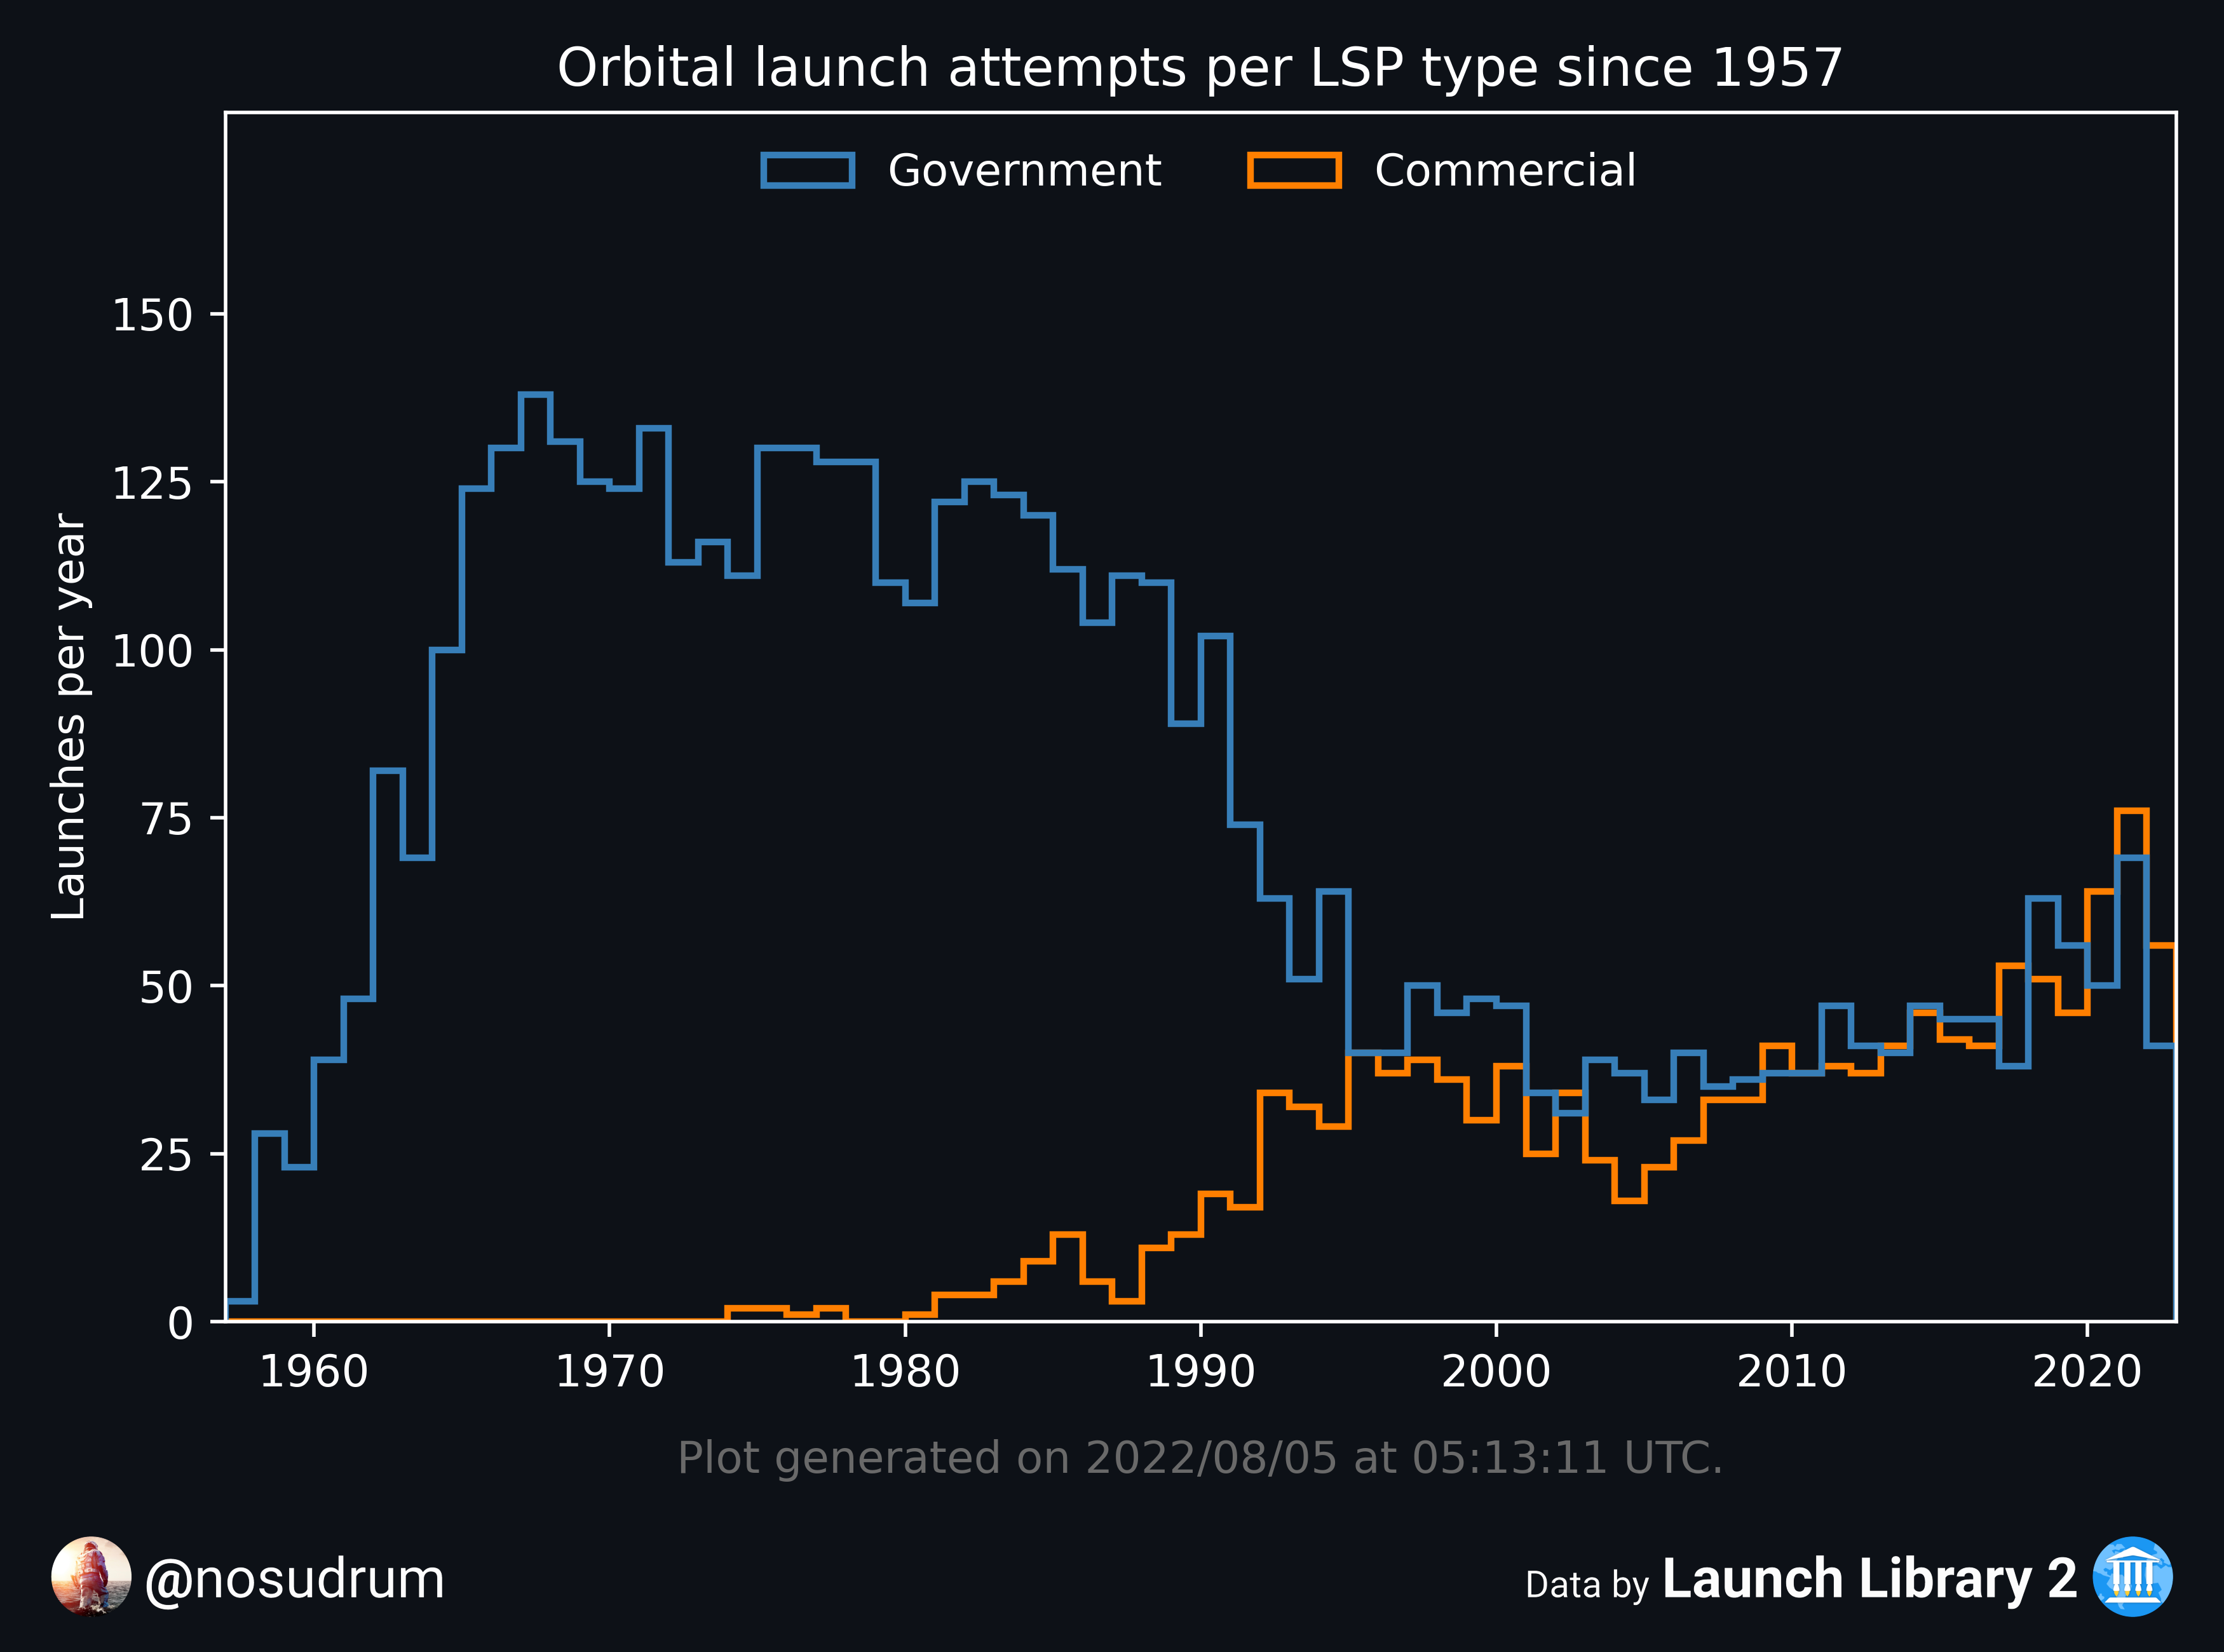 Orbital launch attempts per LSP type since 1957
Government Commercial
Launches per year
150
125
100
75
50
25
0
1960 1970 1980 1990 2000 2010 2020
Plot generated on 2022/08/05 at 05:13:11 UTC.
@nosudrum
Data by Launch Library 2